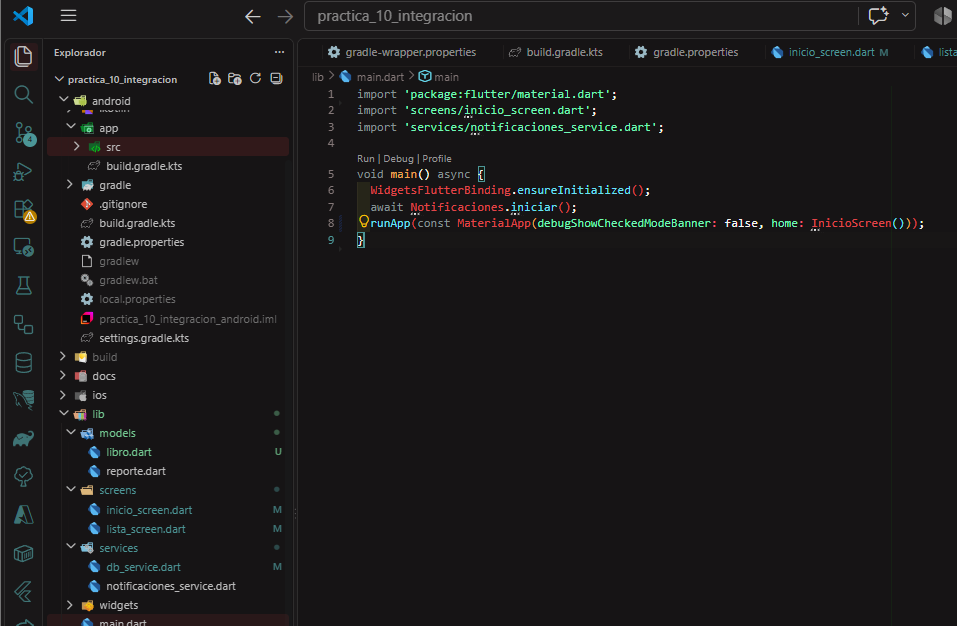 practica_10_integracion
Explorador
gradle-wrapper.properties
build.gradle.kts
gradle.properties
inicio_screen.dart M
lista
practica_10_integracion
lib > main.dart > main
android
app
src
build.gradle.kts
gradle
.gitignore
build.gradle.kts
gradle.properties
gradlew
gradlew.bat
local.properties
practica_10_integracion_android.iml
settings.gradle.kts
build
docs
ios
lib
models
libro.dart U
reporte.dart
screens
inicio_screen.dart M
lista_screen.dart M
services
db_service.dart M
notificaciones_service.dart
widgets
main.dart
4
1 import 'package:flutter/material.dart';
2 import 'screens/inicio_screen.dart';
3 import 'services/notificaciones_service.dart';
4
Run | Debug | Profile
5 void main() async {
6 WidgetsFlutterBinding.ensureInitialized();
7 await Notificaciones.iniciar();
8 runApp(const MaterialApp(debugShowCheckedModeBanner: false, home: InicioScreen()));
9 }